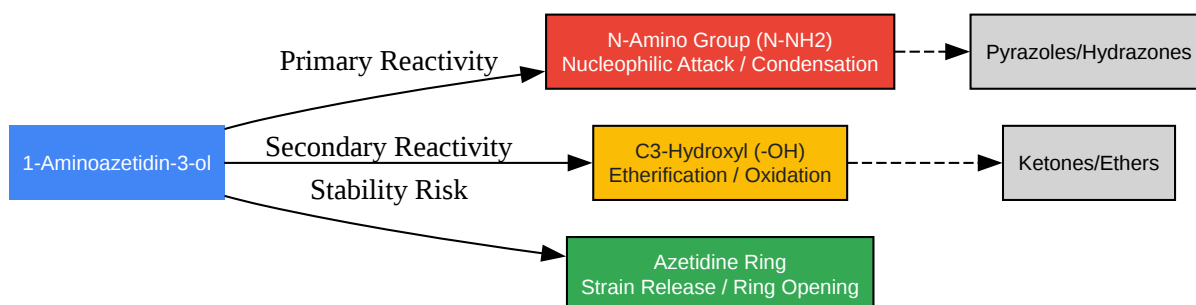 N-Amino Group (N-NH2)
Nucleophilic Attack / Condensation
Pyrazoles/Hydrazones
Primary Reactivity
1-Aminoazetidin-3-ol
Secondary Reactivity
C3-Hydroxyl (-OH)
Etherification / Oxidation
Ketones/Ethers
Stability Risk
Azetidine Ring
Strain Release / Ring Opening